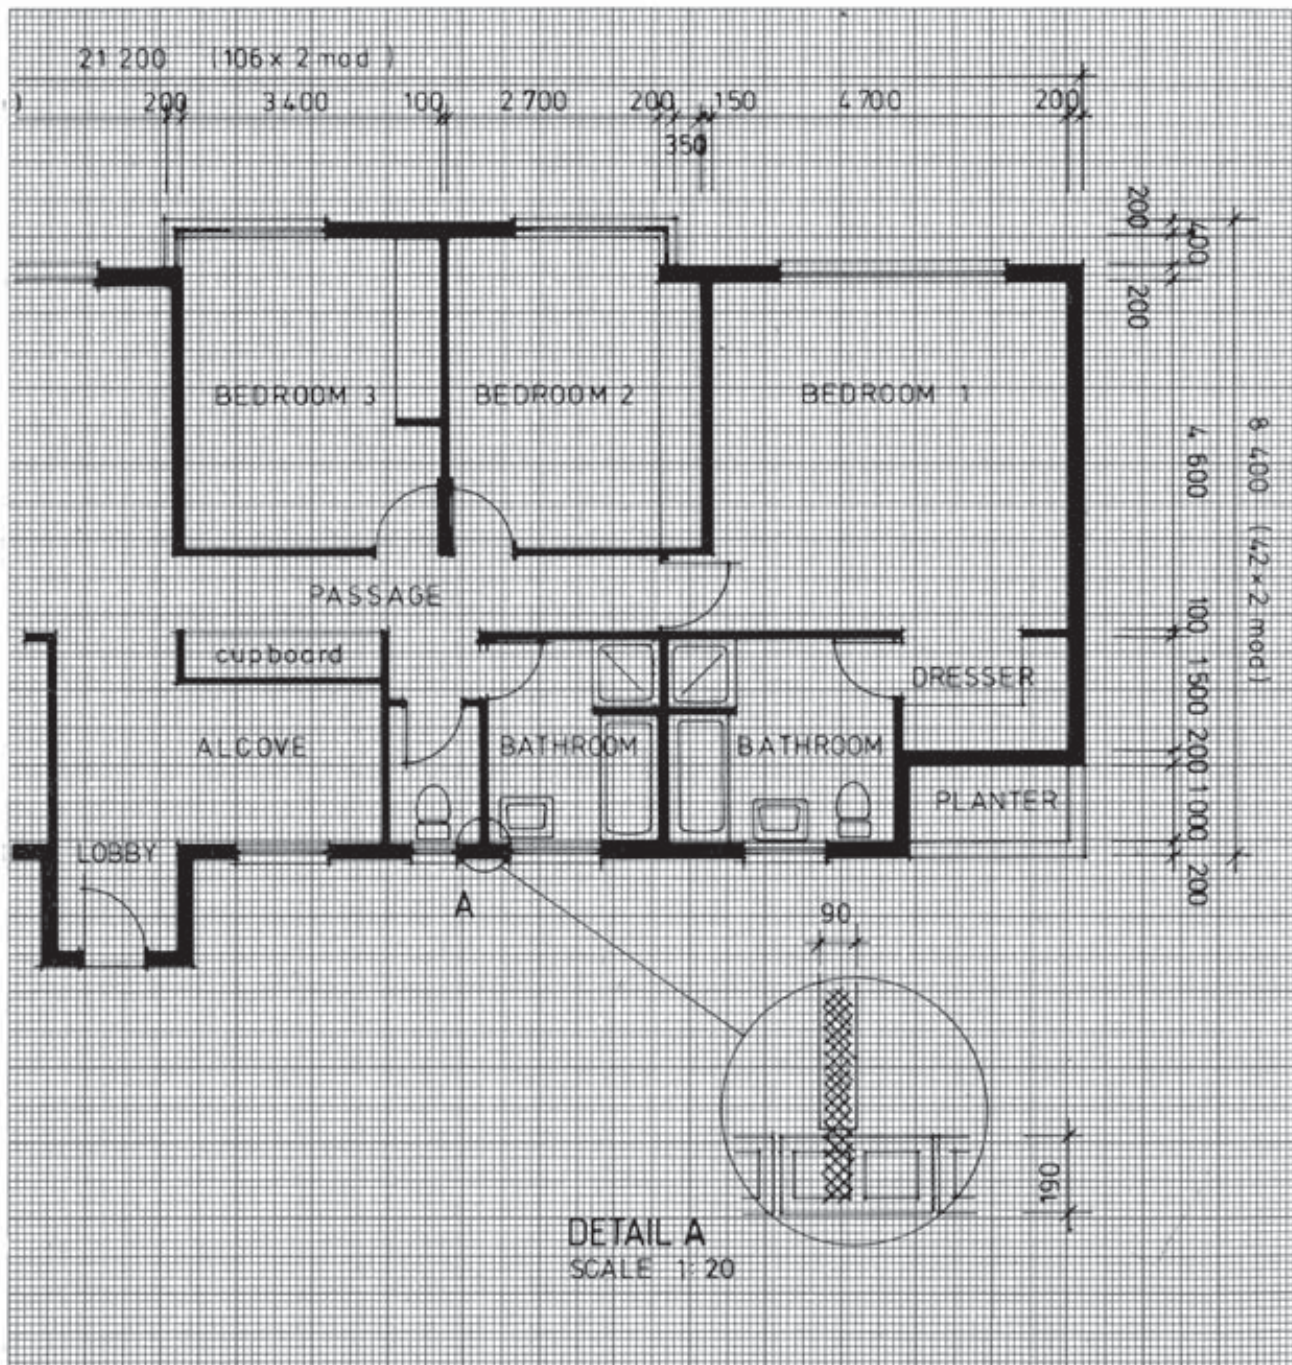 21 200 (106 x 2 mod )
200 3 400 100 2 700 200 150 4 700 200
350
200
400
200
BEDROOM 3 BEDROOM 2 BEDROOM 1
8 400 (42 x 2 mod)
4 600
PASSAGE
100
cupboard
DRESSER
1 500
ALCOVE BATHROOM BATHROOM
200
PLANTER
1 000
LOBBY
200
A
90
190
DETAIL A
SCALE 1: 20